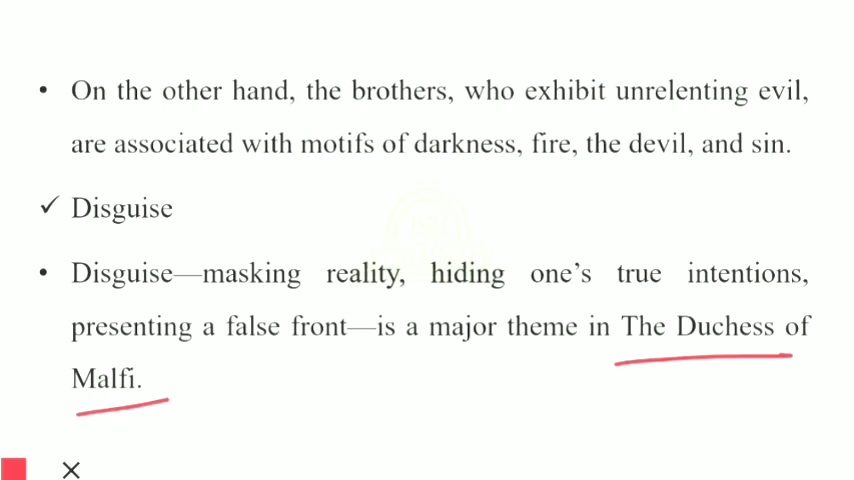 • On the other hand, the brothers, who exhibit unrelenting evil,
are associated with motifs of darkness, fire, the devil, and sin.
✓ Disguise
• Disguise—masking reality, hiding one’s true intentions,
presenting a false front—is a major theme in The Duchess of
Malfi.